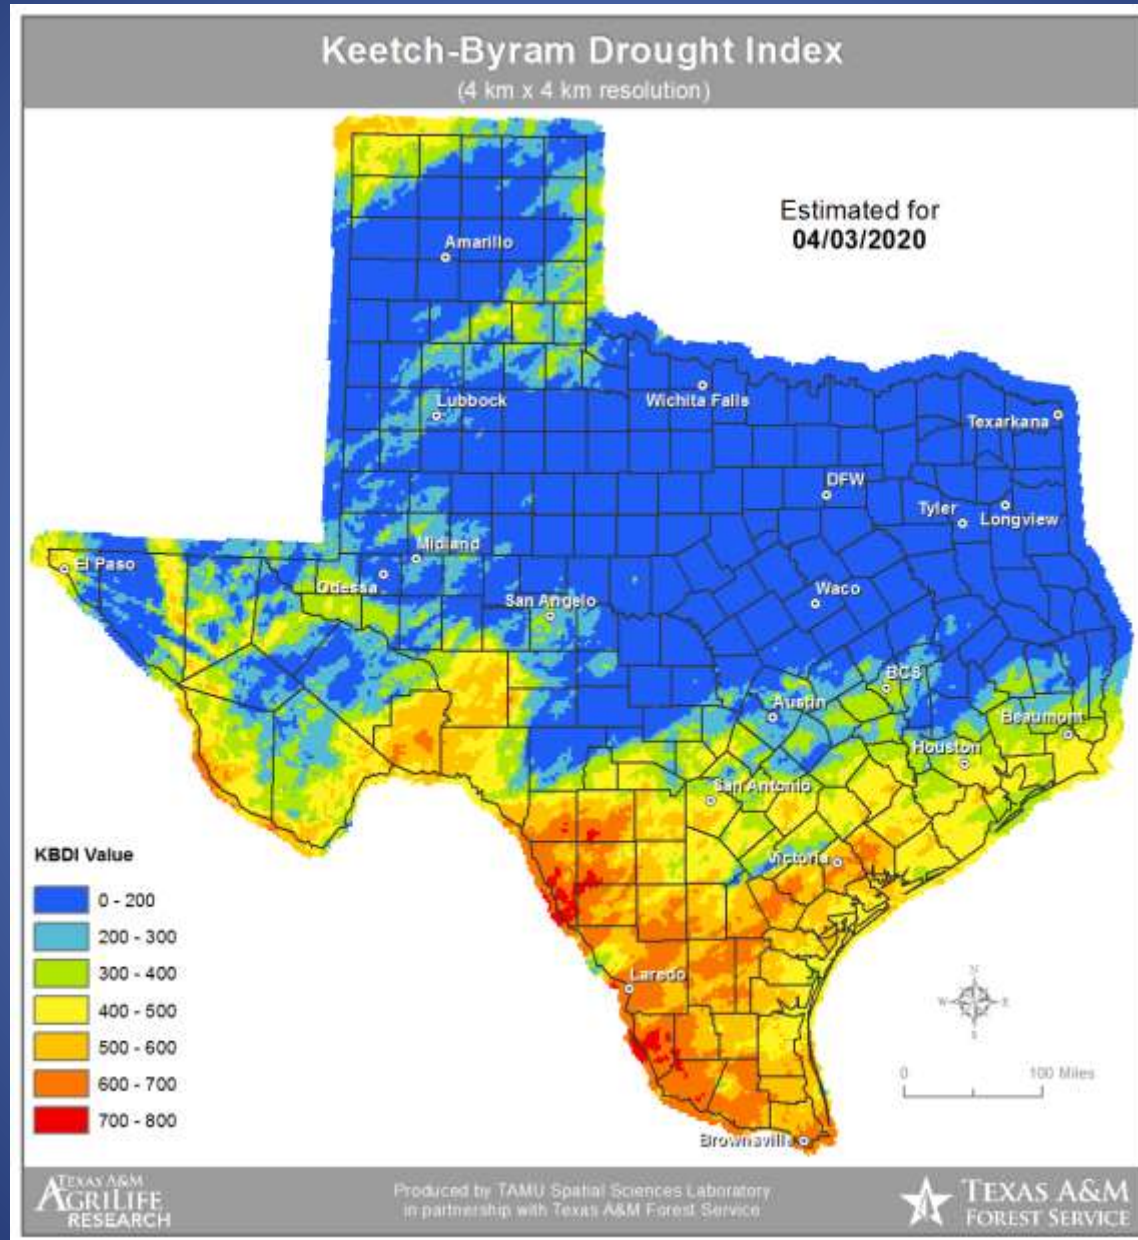 Keetch-Byram Drought Index
(4 km x 4 km resolution)
Estimated for
04/03/2020
Amarillo
Lubbock
Wichita Falls
Texarkana
DFW
Tyler
Longview
Midland
El Paso
Odessa
San Angelo
Waco
BCS
Austin
Beaumont
Houston
San Antonio
Victoria
Laredo
Brownsville
KBDI Value
0 - 200
200 - 300
300 - 400
400 - 500
500 - 600
600 - 700
700 - 800
N
W
E
S
0
100 Miles
TEXAS A&M
AGRILIFE
RESEARCH
Produced by TAMU Spatial Sciences Laboratory
in partnership with Texas A&M Forest Service
TEXAS A&M
FOREST SERVICE